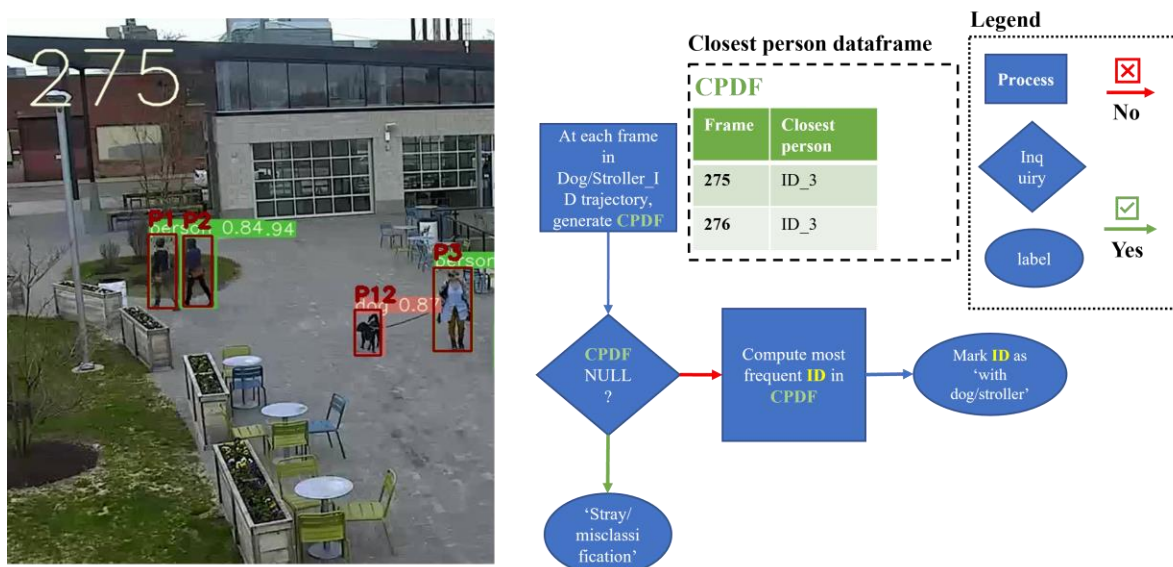 275
P1
P2
person 0.84
.94
P3
person
P12
dog 0.87
Closest person dataframe
CPDF
Frame
Closest
person
275
ID_3
276
ID_3
Legend
Process
No
Inq
uiry
Yes
label
At each frame
in
Dog/Stroller_I
D trajectory,
generate CPDF
CPDF
NULL
?
Compute most
frequent ID in
CPDF
Mark ID as
‘with
dog/stroller’
‘Stray/
misclassi
fication’